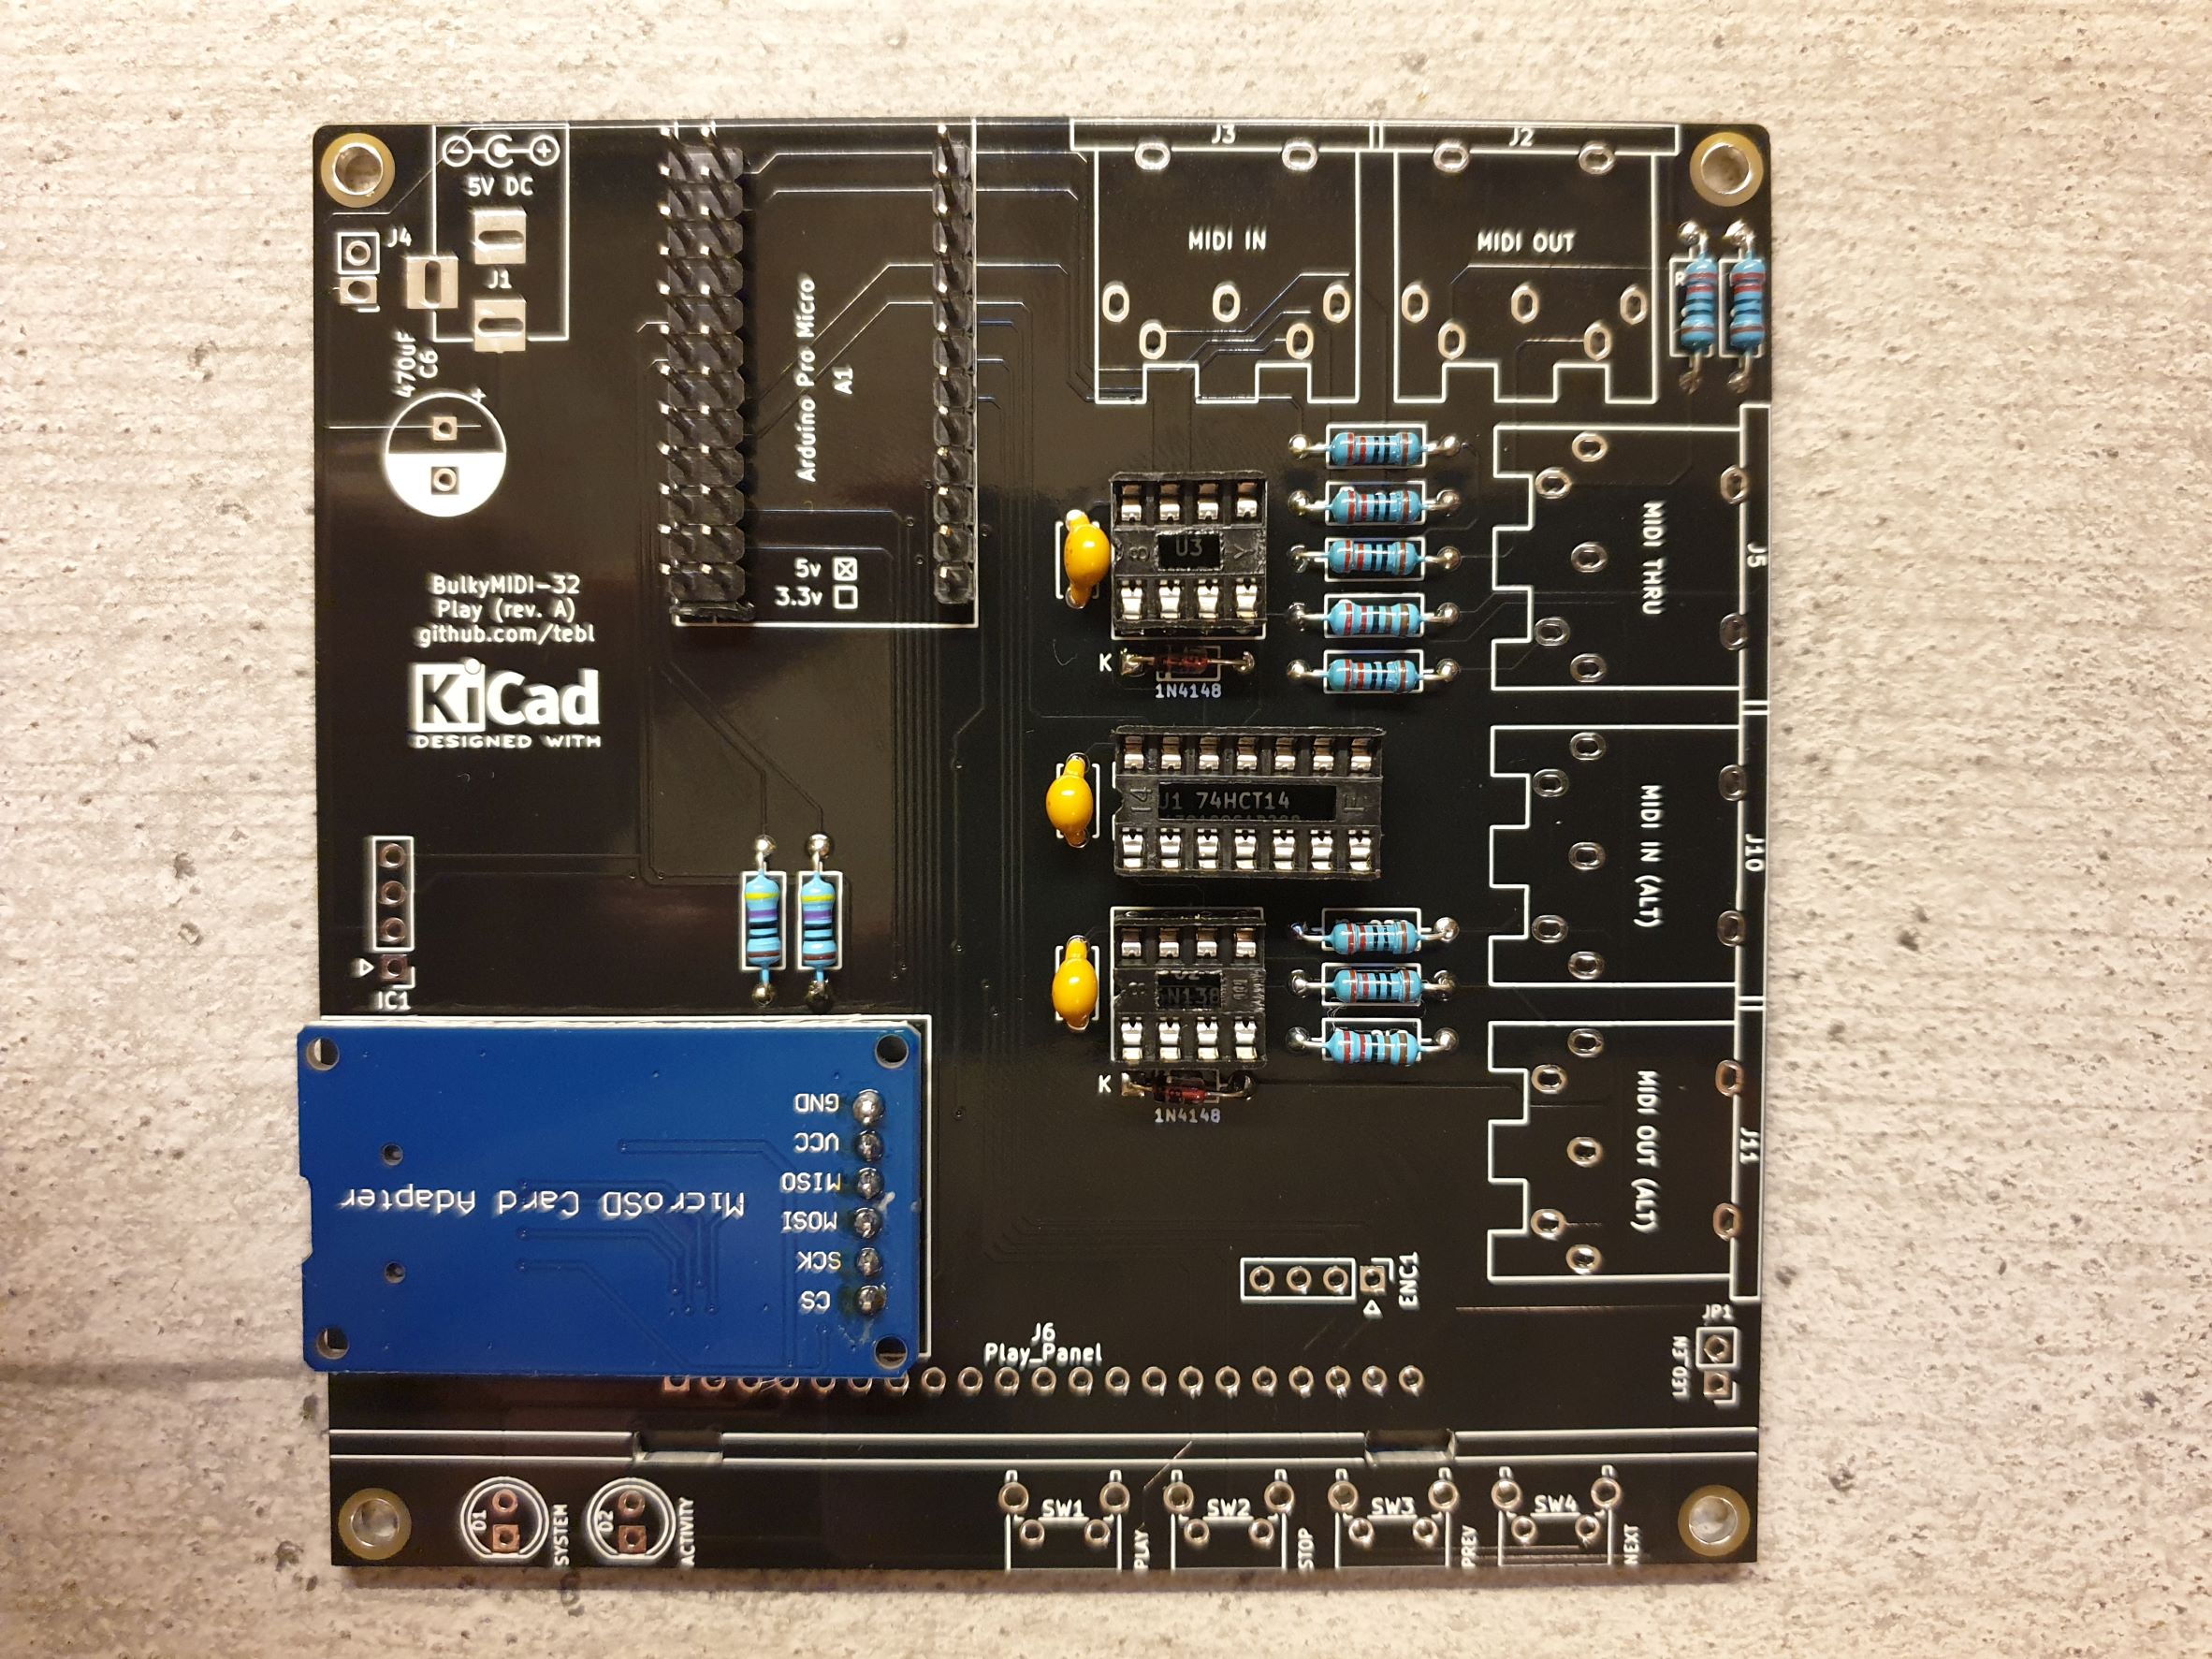 5V DC
J4
J1
470uF
C6
+
Arduino Pro Micro
A1
5v
3.3v
J3
J2
MIDI IN
MIDI OUT
MIDI THRU
J5
MIDI IN (ALT)
J10
MIDI OUT (ALT)
J11
U3
K
1N4148
74HCT14
K
1N4148
BulkyMIDI-32
Play (rev. A)
github.com/tebl
KiCad
DESIGNED WITH
IC1
GND
VCC
MISO
MOSI
SCK
CS
MicroSD Card Adapter
ENC1
J6
Play_Panel
JP1
LED_EN
D1
SYSTEM
D2
ACTIVITY
SW1
PLAY
SW2
STOP
SW3
PREV
SW4
NEXT